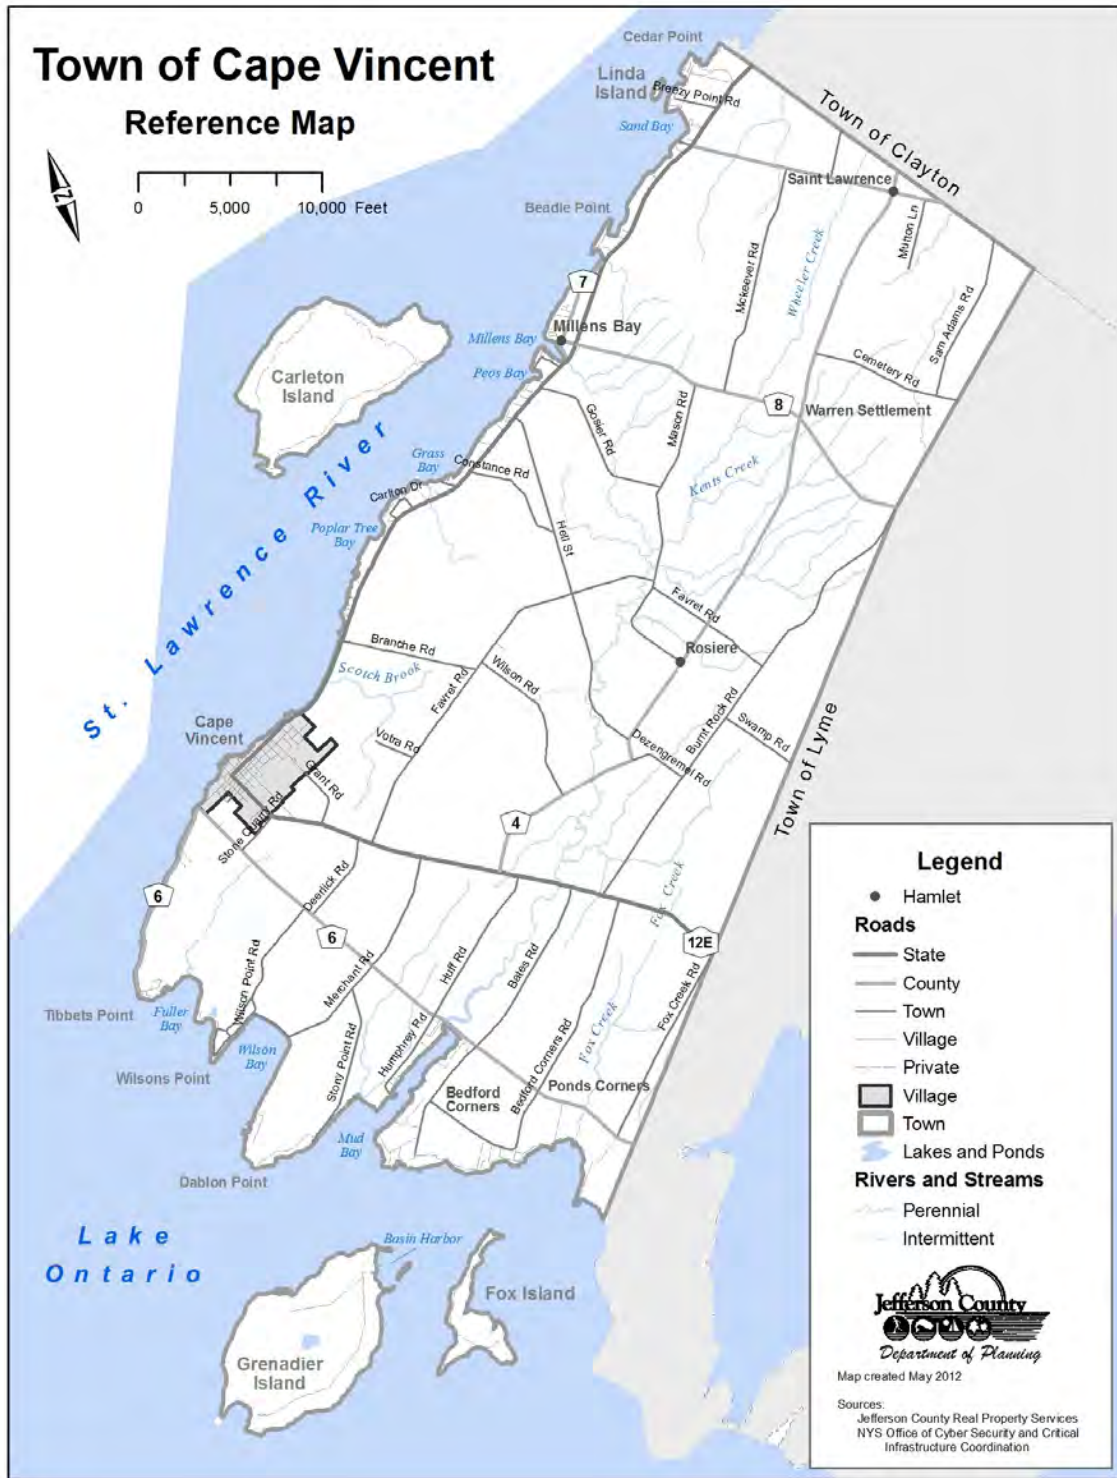 Town of Cape Vincent
Reference Map
N
0 5,000 10,000 Feet
Cedar Point
Linda
Island
Breezy Point Rd
Sand Bay
Town of Clayton
Saint Lawrence
Beadle Point
Mutton Ln
Mckeever Rd
Wheeler Creek
7
Millens Bay
Millens Bay
Sam Adams Rd
Peos Bay
Cemetery Rd
Carleton
Island
8
Warren Settlement
Gosier Rd
Mason Rd
Grass
Bay
Constance Rd
Kents Creek
Carlton Dr
Poplar Tree
Bay
Hell St
St. Lawrence River
Favret Rd
Branche Rd
Rosiere
Scotch Brook
Wilson Rd
Favret Rd
Cape
Vincent
Votra Rd
Burnt Rock Rd
Swamp Rd
Dezengremel Rd
Town of Lyme
Grant Rd
Stone Quarry Rd
4
6
Deerlick Rd
Fox Creek
6
12E
Wilson Point Rd
Merchant Rd
Huff Rd
Bates Rd
Fox Creek Rd
Tibbets Point
Fuller
Bay
Wilson
Bay
Fox Creek
Wilsons Point
Stony Point Rd
Humphrey Rd
Bedford Corners Rd
Bedford
Corners
Ponds Corners
Mud
Bay
Dablon Point
Lake
Ontario
Basin Harbor
Fox Island
Grenadier
Island
Legend
Hamlet
Roads
State
County
Town
Village
Private
Village
Town
Lakes and Ponds
Rivers and Streams
Perennial
Intermittent
Jefferson County
Department of Planning
Map created May 2012
Sources:
Jefferson County Real Property Services
NYS Office of Cyber Security and Critical
Infrastructure Coordination